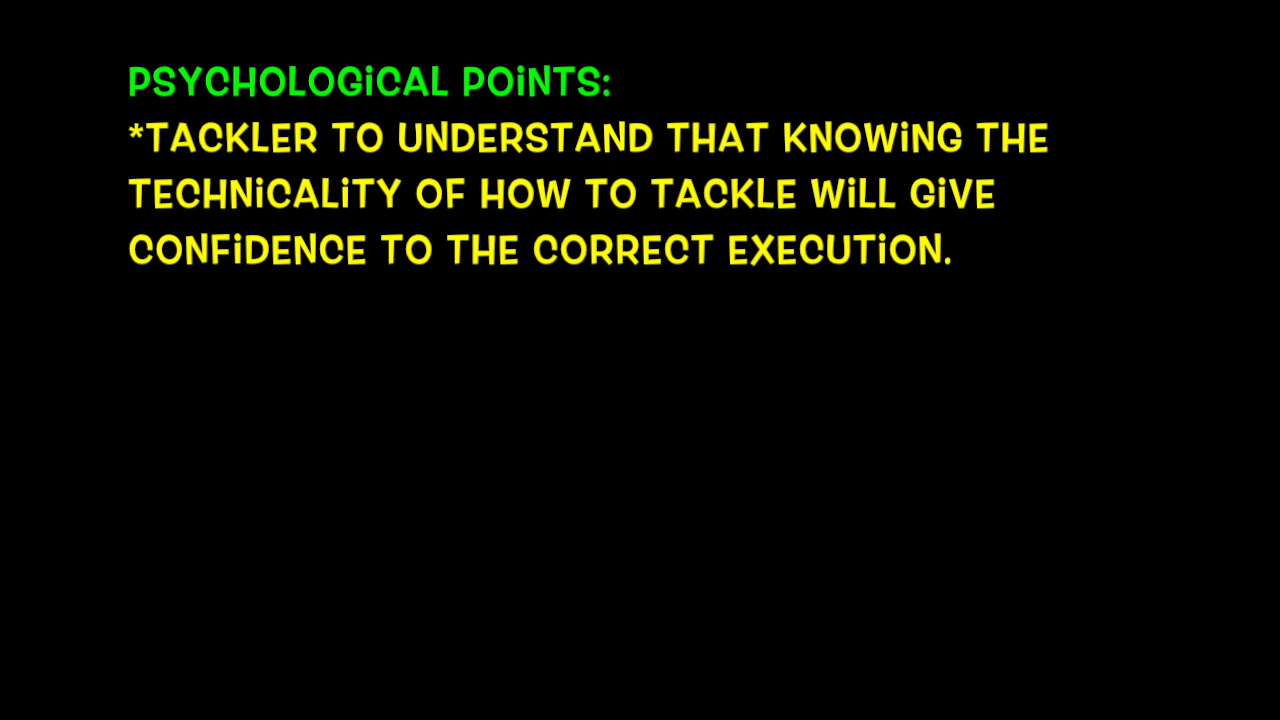 PSYCHOLOGiCAL POiNTS:
*TACKLER TO UNDERSTAND THAT KNOWiNG THE
TECHNiCALiTY OF HOW TO TACKLE WiLL GiVE
CONFiDENCE TO THE CORRECT EXECUTiON.